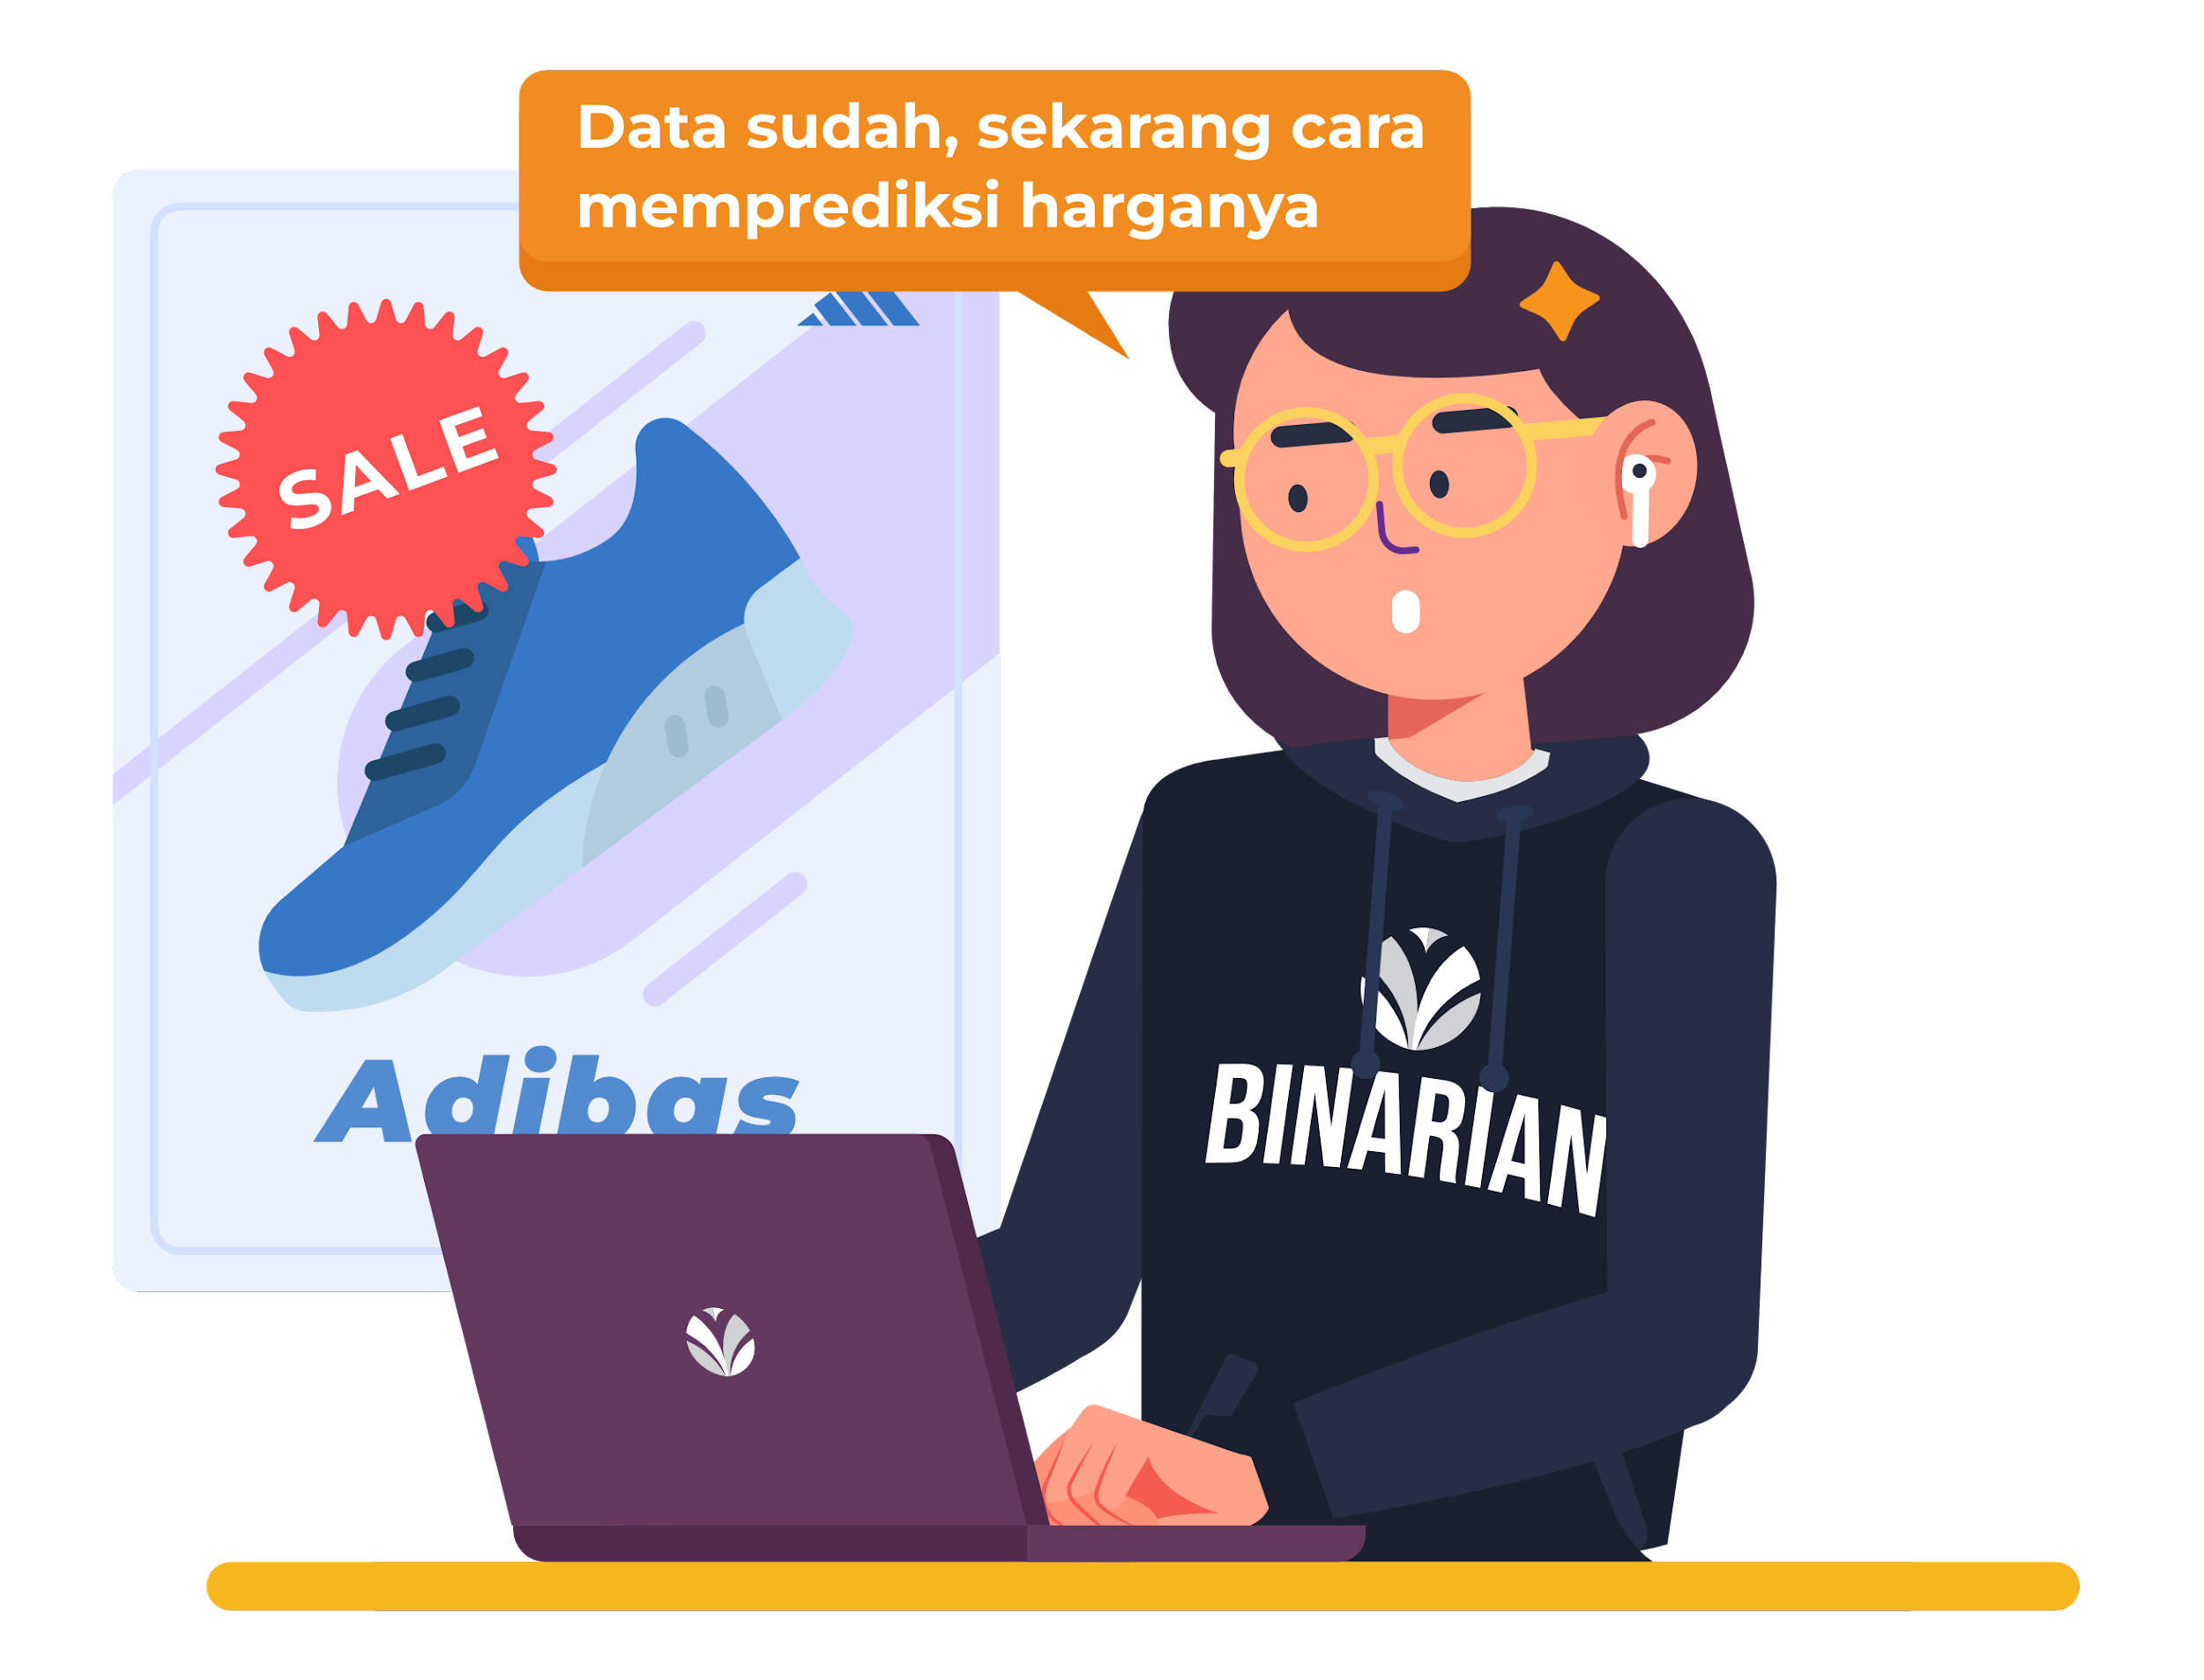 Data sudah, sekarang cara
memprediksi harganya
SALE
Adibas
BINARIAN